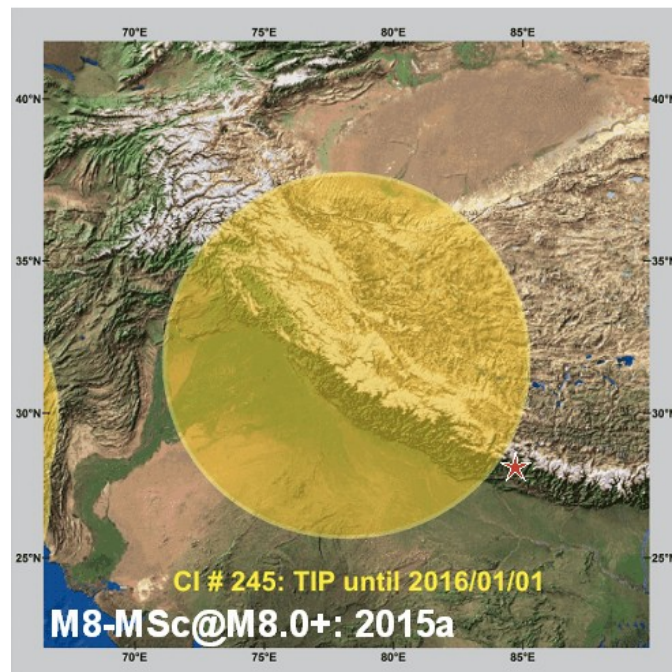 70°E 75°E 80°E 85°E
40°N 40°N
35°N 35°N
30°N 30°N
25°N 25°N
CI # 245: TIP until 2016/01/01
M8-MSc@M8.0+: 2015a
70°E 75°E 80°E 85°E